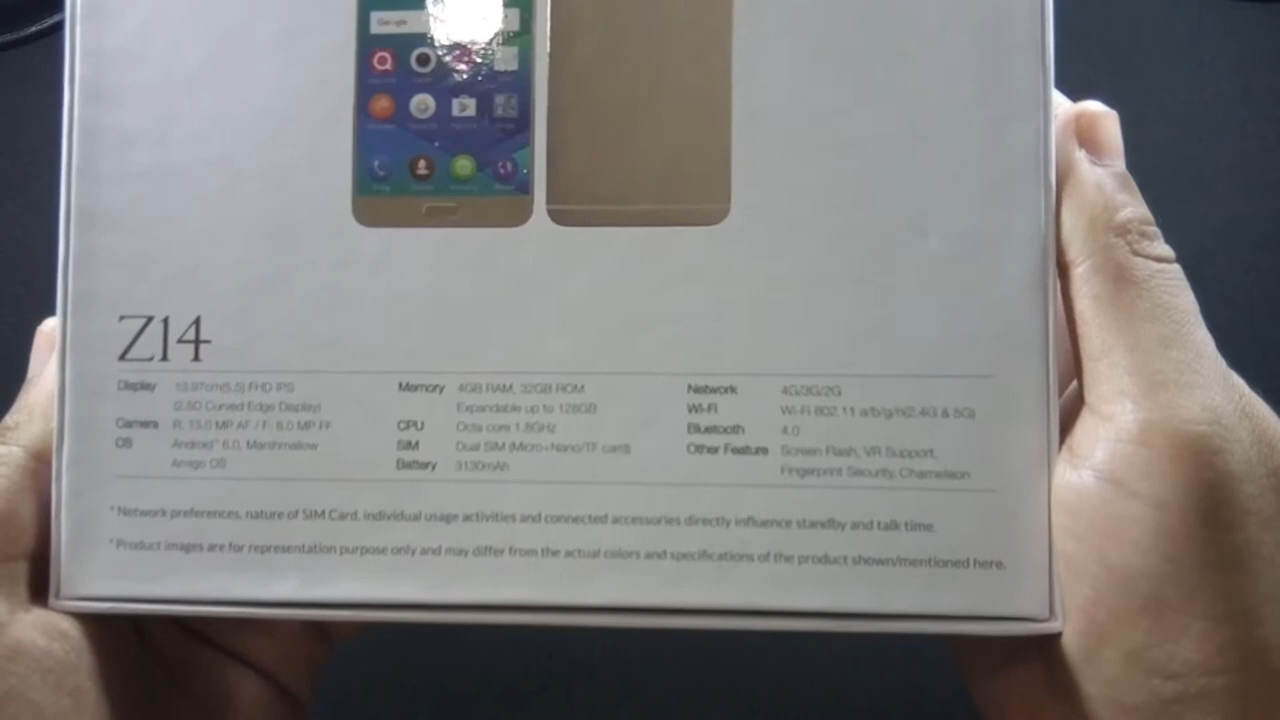 Google
Z14
Display 13.97cm(5.5) FHD IPS
(2.5D Curved Edge Display)
Camera R: 13.0 MP AF / F: 8.0 MP FF
OS Android™ 6.0, Marshmallow
Amigo OS
Memory 4GB RAM, 32GB ROM
Expandable up to 128GB
CPU Octa core 1.8GHz
SIM Dual SIM (Micro+Nano/TF card)
Battery 3130mAh
Network 4G/3G/2G
Wi-Fi Wi-Fi 802.11 a/b/g/n(2.4G & 5G)
Bluetooth 4.0
Other Feature Screen Flash, VR Support,
Fingerprint Security, Chameleon
* Network preferences, nature of SIM Card, individual usage activities and connected accessories directly influence standby and talk time.
* Product images are for representation purpose only and may differ from the actual colors and specifications of the product shown/mentioned here.